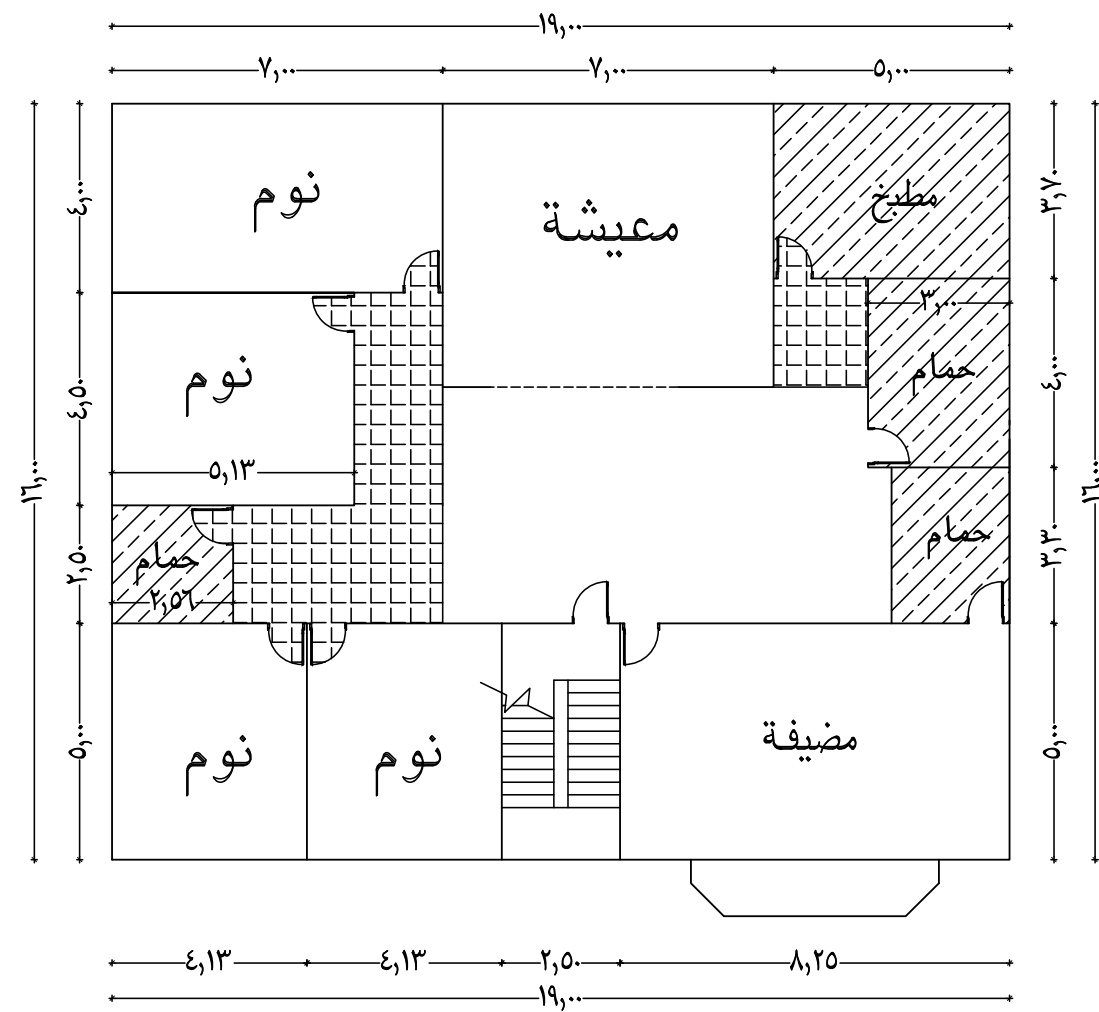 ١٩,٠٠
٧,٠٠ ٧,٠٠ ٥,٠٠
نوم
معيشة
مطبخ
٤,٠٠
٣,٧٠
نوم
٣,٠٠
حمام
٤,٥٠
٤,٠٠
٥,١٣
١٦,٠٠
١٦,٠٠
حمام
حمام
٢,٥٠
٢,٥٦
٣,٣٠
نوم
نوم
مضيفة
٥,٠٠
٥,٠٠
٤,١٣ ٤,١٣ ٢,٥٠ ٨,٢٥
١٩,٠٠